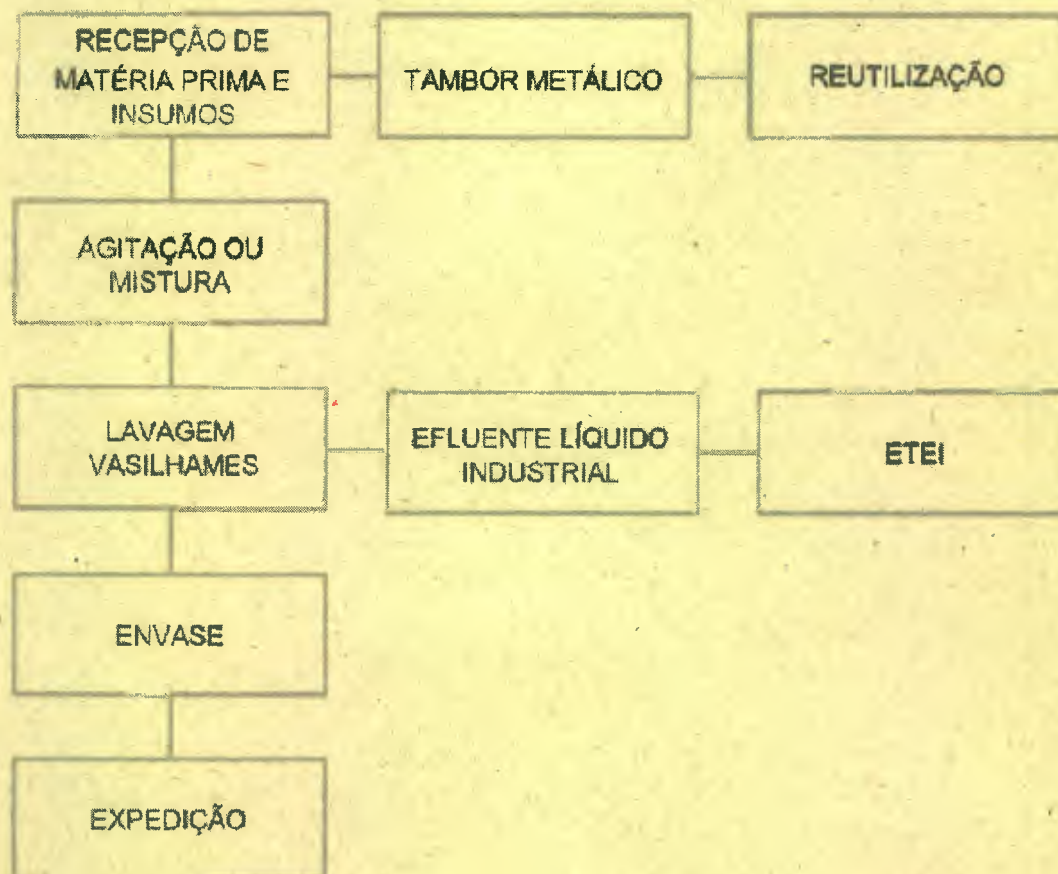 RECEPÇÃO DE
MATÉRIA PRIMA E
INSUMOS
TAMBOR METÁLICO
REUTILIZAÇÃO
AGITAÇÃO OU
MISTURA
LAVAGEM
VASILHAMES
EFLUENTE LÍQUIDO
INDUSTRIAL
ETEI
ENVASE
EXPEDIÇÃO